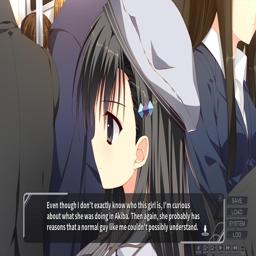 Even though I don't exactly know who this girl is, I'm curious
about what she was doing in Akiba. Then again, she probably has
reasons that a normal guy like me couldn't possibly understand.
SAVE
LOAD
SYSTEM
LOG